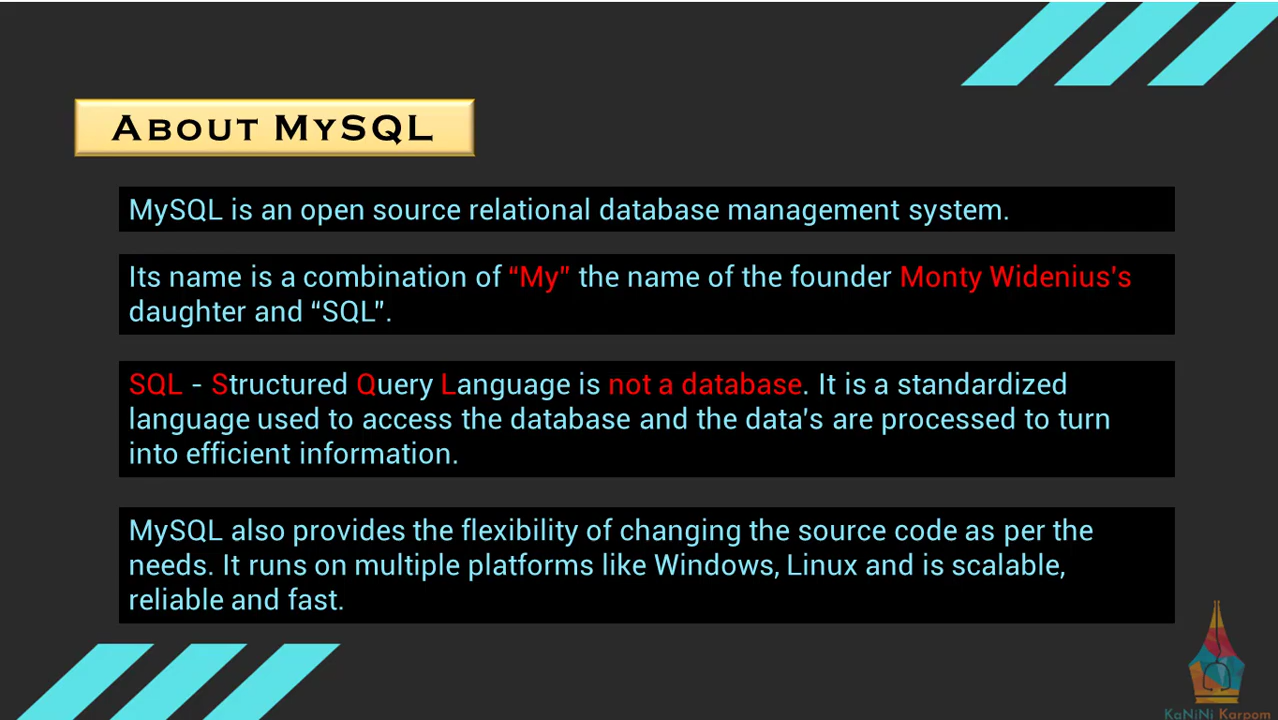 ABOUT MYSQL
MySQL is an open source relational database management system.
Its name is a combination of “My” the name of the founder Monty Widenius's
daughter and “SQL”.
SQL - Structured Query Language is not a database. It is a standardized
language used to access the database and the data's are processed to turn
into efficient information.
MySQL also provides the flexibility of changing the source code as per the
needs. It runs on multiple platforms like Windows, Linux and is scalable,
reliable and fast.
KaNiNi Karpom